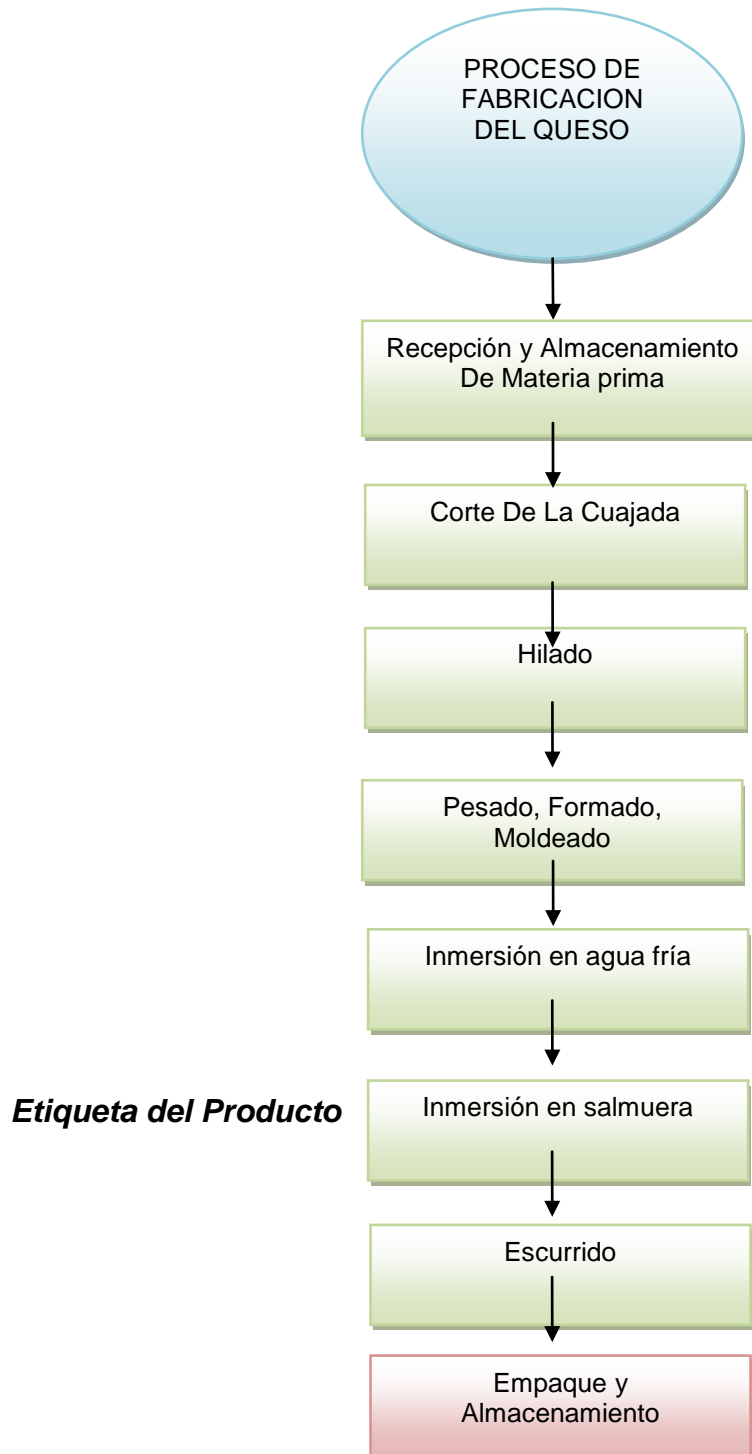 PROCESO DE
FABRICACION
DEL QUESO
Recepción y Almacenamiento
De Materia prima
Corte De La Cuajada
Hilado
Pesado, Formado,
Moldeado
Inmersión en agua fría
Etiqueta del Producto
Inmersión en salmuera
Escurrido
Empaque y
Almacenamiento